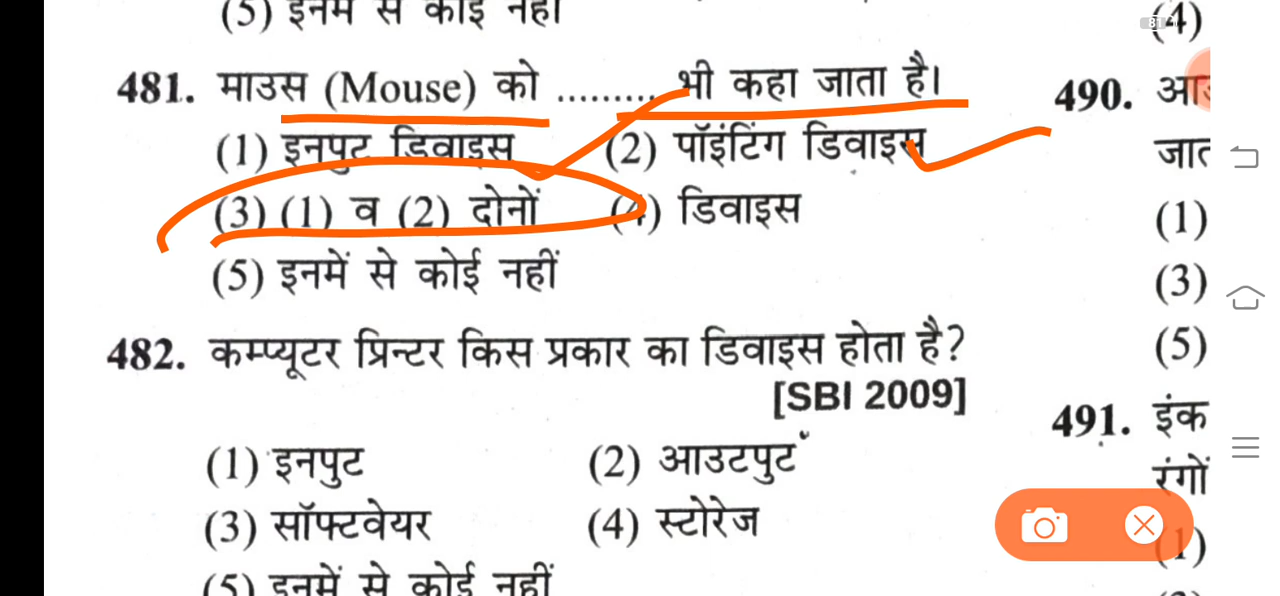 (5) इनमें से कोई नहीं
(4)
481. माउस (Mouse) को ......... भी कहा जाता है।
(1) इनपुट डिवाइस (2) पॉइंटिंग डिवाइस
(3) (1) व (2) दोनों (4) डिवाइस
(5) इनमें से कोई नहीं
482. कम्प्यूटर प्रिन्टर किस प्रकार का डिवाइस होता है?
[SBI 2009]
(1) इनपुट (2) आउटपुट
(3) सॉफ्टवेयर (4) स्टोरेज
(5) इनमें से कोई नहीं
490.
(1)
(3)
(5)
491. इंक
रंगों
(1)